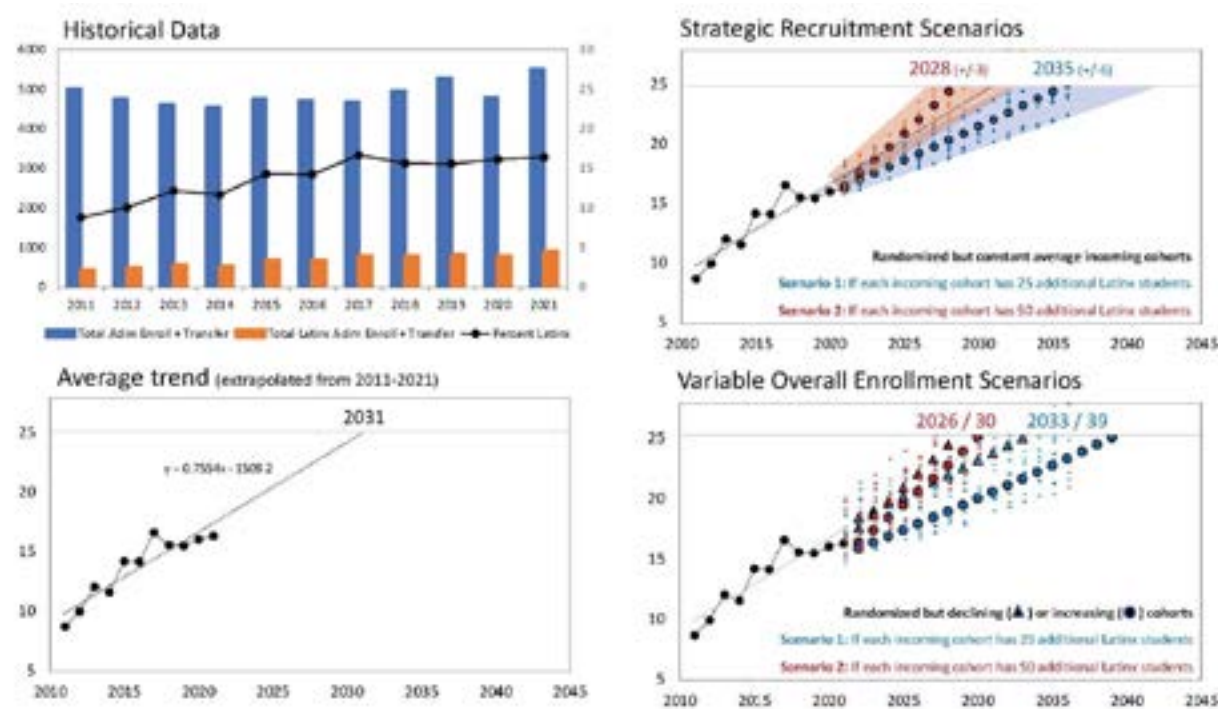 Historical Data
6000
5000
4000
3000
2000
1000
0
30
25
20
15
10
5
0
2011 2012 2013 2014 2015 2016 2017 2018 2019 2020 2021
Total Adm Enroll + Transfer Total Latinx Adm Enroll + Transfer Percent Latinx
Strategic Recruitment Scenarios
2028 (+/-3) 2035 (+/-6)
25
20
15
10
5
Randomized but constant average incoming cohorts
Scenario 1: If each incoming cohort has 25 additional Latinx students
Scenario 2: If each incoming cohort has 50 additional Latinx students
2010 2015 2020 2025 2030 2035 2040 2045
Average trend (extrapolated from 2011-2021)
2031
25
20
15
10
5
y = 0.7554x - 1509.2
2010 2015 2020 2025 2030 2035 2040 2045
Variable Overall Enrollment Scenarios
2026 / 30 2033 / 39
25
20
15
10
5
Randomized but declining (▲) or increasing (●) cohorts
Scenario 1: If each incoming cohort has 25 additional Latinx students
Scenario 2: If each incoming cohort has 50 additional Latinx students
2010 2015 2020 2025 2030 2035 2040 2045